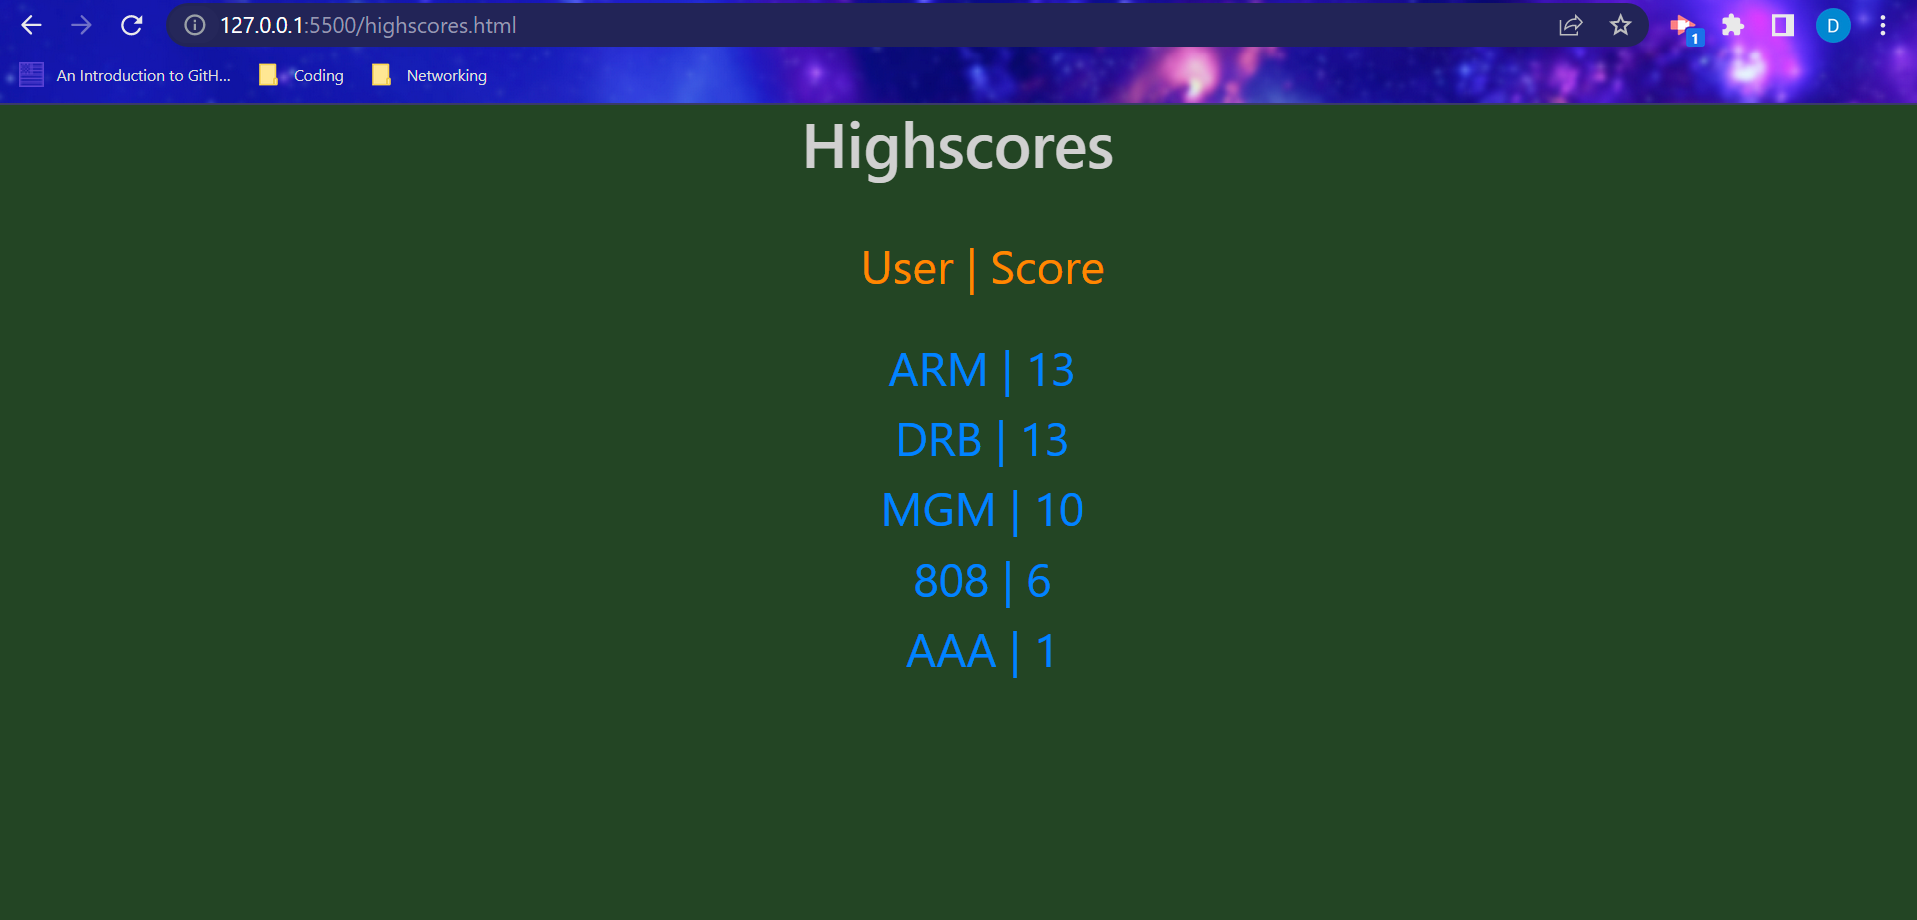 127.0.0.1:5500/highscores.html
1
D
An Introduction to GitH...
Coding
Networking
Highscores
User | Score
ARM | 13
DRB | 13
MGM | 10
808 | 6
AAA | 1